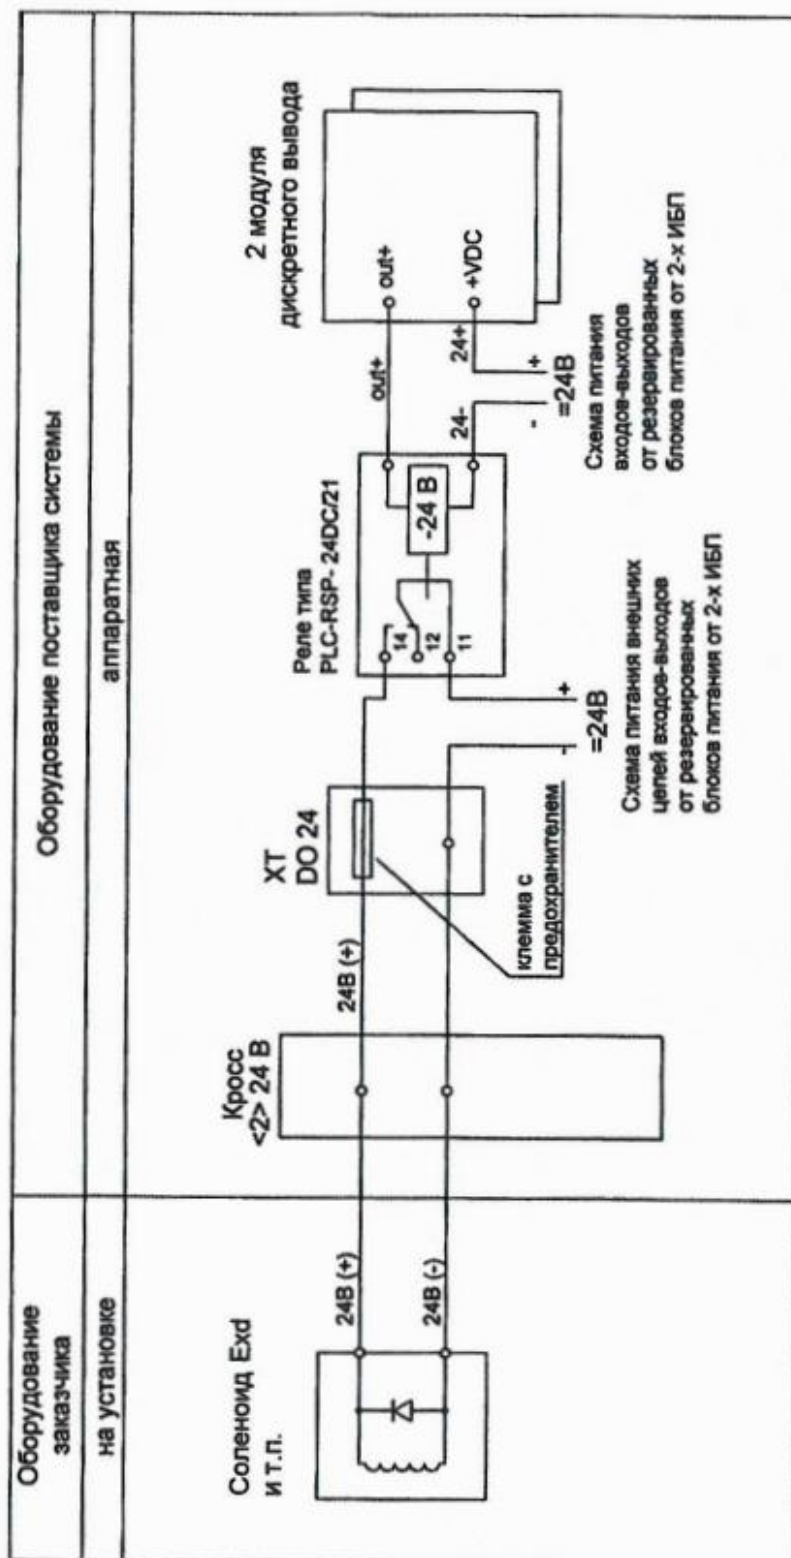 Оборудование
заказчика
Оборудование поставщика системы
на установке
аппаратная
Соленоид Exd
и т.п.
24В (+)
24В (-)
Кросс
<2> 24 В
24В (+)
XT
DO 24
клемма с
предохранителем
Реле типа
PLC-RSP- 24DC/21
14
12
11
-24 В
-
+
=24В
Схема питания внешних
цепей входов-выходов
от резервированных
блоков питания от 2-х ИБП
2 модуля
дискретного вывода
out+
out+
24-
24+
+VDC
-
+
=24В
Схема питания
входов-выходов
от резервированных
блоков питания от 2-х ИБП